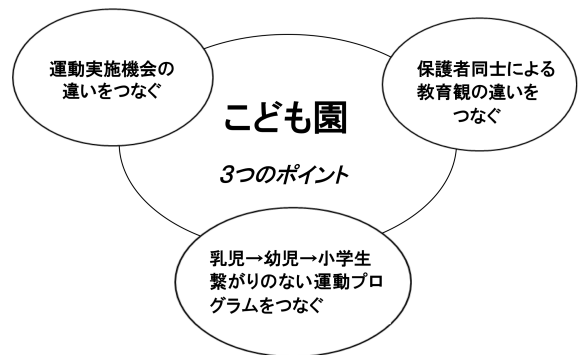 運動実施機会の
違いをつなぐ
保護者同士による
教育観の違いを
つなぐ
こども園
3つのポイント
乳児→幼児→小学生
繋がりのない運動プロ
グラムをつなぐ